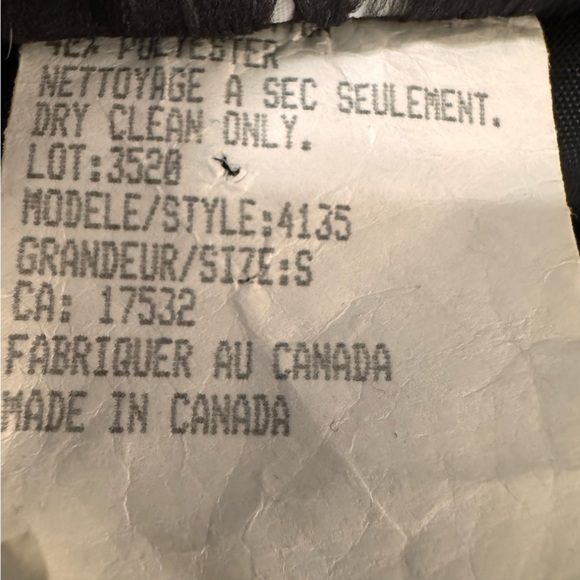 POLYESTER
NETTOYAGE A SEC SEULEMENT.
DRY CLEAN ONLY.
LOT:3520
MODELE/STYLE:4135
GRANDEUR/SIZE:S
CA: 17532
FABRIQUER AU CANADA
MADE IN CANADA